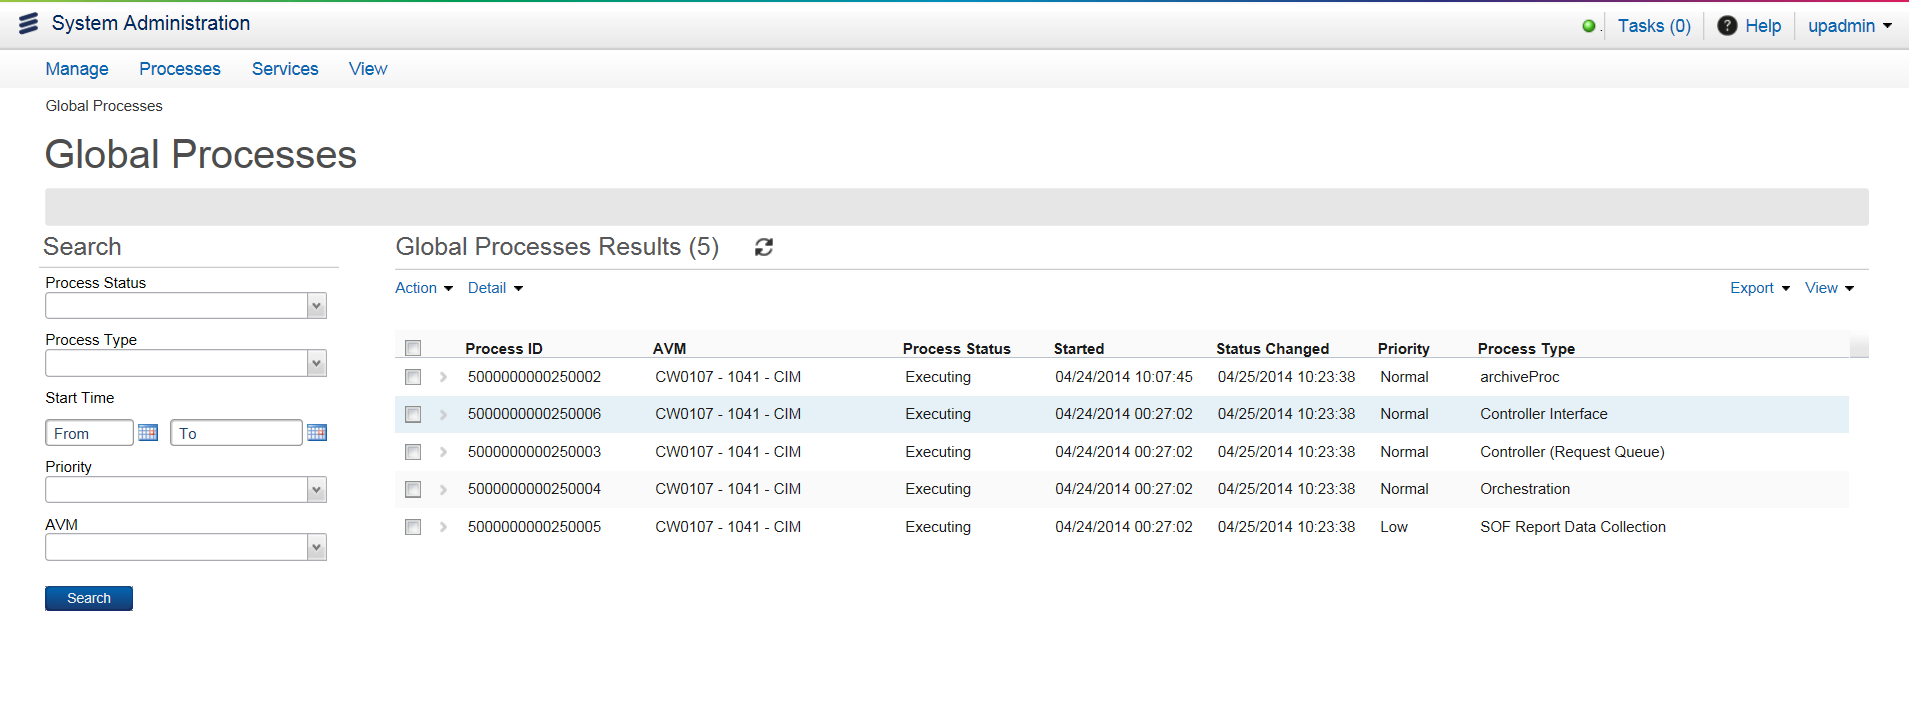 System Administration
Tasks (0)
? Help
upadmin
Manage Processes Services View
Global Processes
Global Processes
Search
Process Status
Process Type
Start Time
From To
Priority
AVM
Search
Global Processes Results (5)
Action Detail Export View
Process ID AVM Process Status Started Status Changed Priority Process Type
5000000000250002 CW0107 - 1041 - CIM Executing 04/24/2014 10:07:45 04/25/2014 10:23:38 Normal archiveProc
5000000000250006 CW0107 - 1041 - CIM Executing 04/24/2014 00:27:02 04/25/2014 10:23:38 Normal Controller Interface
5000000000250003 CW0107 - 1041 - CIM Executing 04/24/2014 00:27:02 04/25/2014 10:23:38 Normal Controller (Request Queue)
5000000000250004 CW0107 - 1041 - CIM Executing 04/24/2014 00:27:02 04/25/2014 10:23:38 Normal Orchestration
5000000000250005 CW0107 - 1041 - CIM Executing 04/24/2014 00:27:02 04/25/2014 10:23:38 Low SOF Report Data Collection